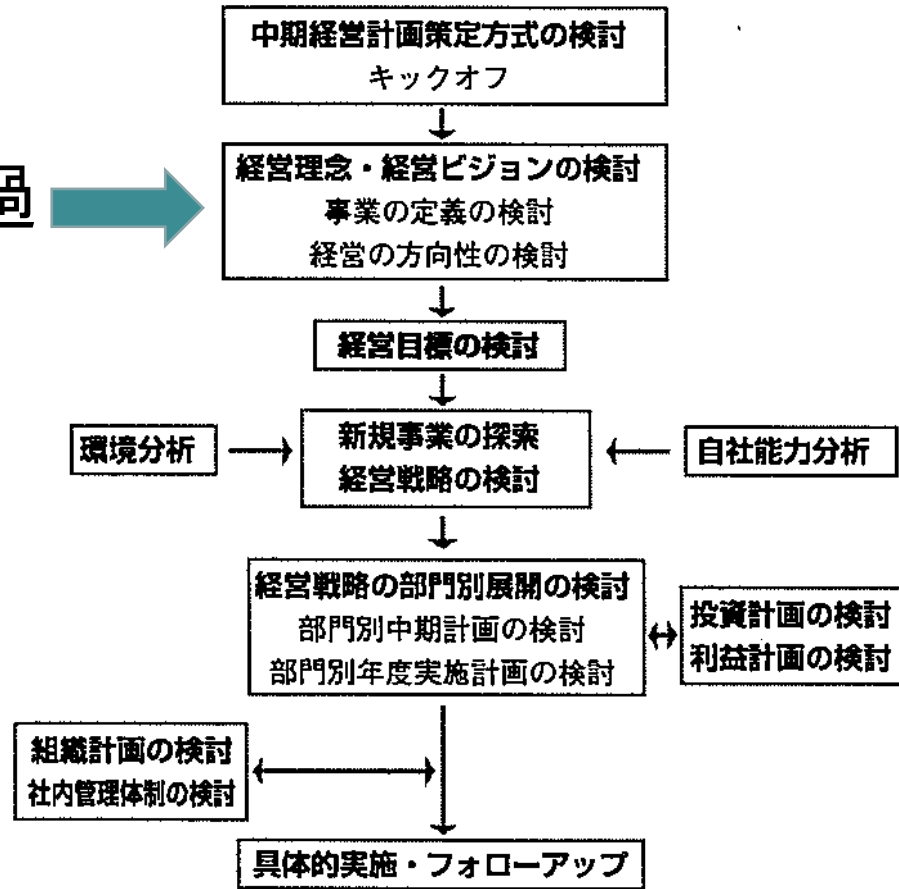 中期経営計画策定方式の検討
キックオフ
経営理念・経営ビジョンの検討
事業の定義の検討
経営の方向性の検討
経営目標の検討
環境分析
新規事業の探索
経営戦略の検討
自社能力分析
経営戦略の部門別展開の検討
部門別中期計画の検討
部門別年度実施計画の検討
投資計画の検討
利益計画の検討
組織計画の検討
社内管理体制の検討
具体的実施・フォローアップ